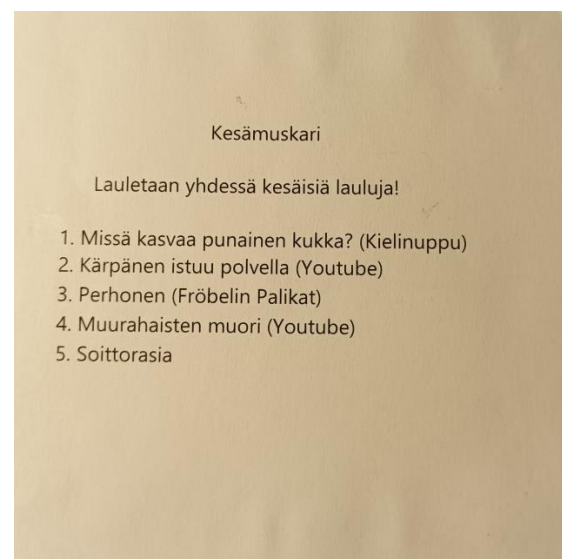 Kesämuskari
Lauletaan yhdessä kesäisiä lauluja!
1. Missä kasvaa punainen kukka? (Kielinuppu)
2. Kärpänen istuu polvella (Youtube)
3. Perhonen (Fröbelin Palikat)
4. Muurahaisten muori (Youtube)
5. Soittorasia